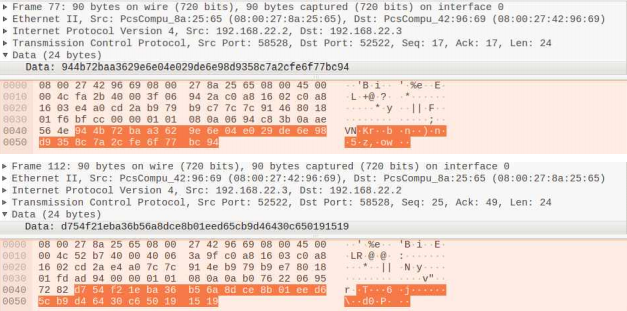 Frame 77: 90 bytes on wire (720 bits), 90 bytes captured (720 bits) on interface 0
Ethernet II, Src: PcsCompu_8a:25:65 (08:00:27:8a:25:65), Dst: PcsCompu_42:96:69 (08:00:27:42:96:69)
Internet Protocol Version 4, Src: 192.168.22.2, Dst: 192.168.22.3
Transmission Control Protocol, Src Port: 58528, Dst Port: 52522, Seq: 17, Ack: 17, Len: 24
Data (24 bytes)
Data: 944b72baa3629e6e04e029de6e98d9358c7a2cfe6f77bc94
0000 08 00 27 42 96 69 08 00 27 8a 25 65 08 00 45 00 ··'B·i·· '·%e··E·
0010 00 4c fa 2b 40 00 3f 06 94 2a c0 a8 16 02 c0 a8 ·L·+@·?· ·*······
0020 16 03 e4 a0 cd 2a b9 79 b9 c7 7c 7c 91 46 80 18 ·····*·y ··||·F··
0030 01 f6 bf cc 00 00 01 01 08 0a 06 94 c8 3b 0a ae ········ ·····;··
0040 56 4e 94 4b 72 ba a3 62 9e 6e 04 e0 29 de 6e 98 VN·Kr··b ·n··)·n·
0050 d9 35 8c 7a 2c fe 6f 77 bc 94 ·5·z,·ow ··
Frame 112: 90 bytes on wire (720 bits), 90 bytes captured (720 bits) on interface 0
Ethernet II, Src: PcsCompu_42:96:69 (08:00:27:42:96:69), Dst: PcsCompu_8a:25:65 (08:00:27:8a:25:65)
Internet Protocol Version 4, Src: 192.168.22.3, Dst: 192.168.22.2
Transmission Control Protocol, Src Port: 52522, Dst Port: 58528, Seq: 25, Ack: 49, Len: 24
Data (24 bytes)
Data: d754f21eba36b56a8dce8b01eed65cb9d46430c650191519
0000 08 00 27 8a 25 65 08 00 27 42 96 69 08 00 45 00 ··'·%e·· 'B·i··E·
0010 00 4c 52 b7 40 00 40 06 3a 9f c0 a8 16 03 c0 a8 ·LR·@·@· :·······
0020 16 02 cd 2a e4 a0 7c 7c 91 4e b9 79 b9 e7 80 18 ···*··|| ·N·y····
0030 01 fd ad 94 00 00 01 01 08 0a 0a b0 76 22 06 95 ········ ····v"··
0040 72 82 d7 54 f2 1e ba 36 b5 6a 8d ce 8b 01 ee d6 r··T···6 ·j······
0050 5c b9 d4 64 30 c6 50 19 15 19 \··d0·P· ··